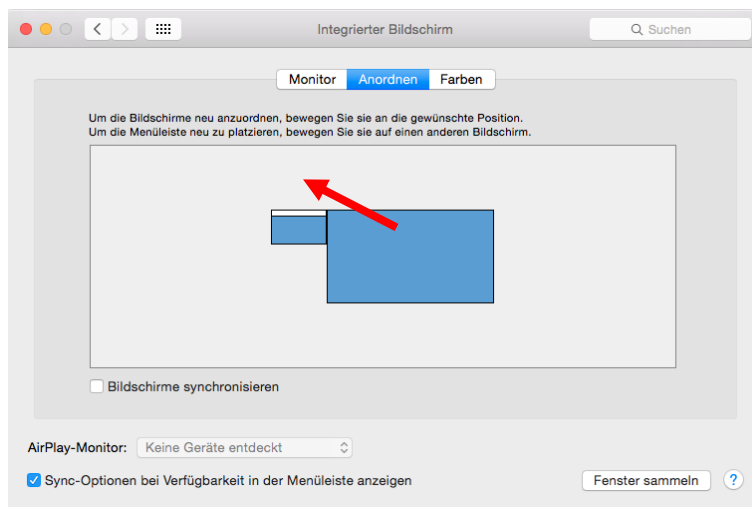 Integrierter Bildschirm
Suchen
Monitor Anordnen Farben
Um die Bildschirme neu anzuordnen, bewegen Sie sie an die gewünschte Position.
Um die Menüleiste neu zu platzieren, bewegen Sie sie auf einen anderen Bildschirm.
Bildschirme synchronisieren
AirPlay-Monitor: Keine Geräte entdeckt
Sync-Optionen bei Verfügbarkeit in der Menüleiste anzeigen
Fenster sammeln ?